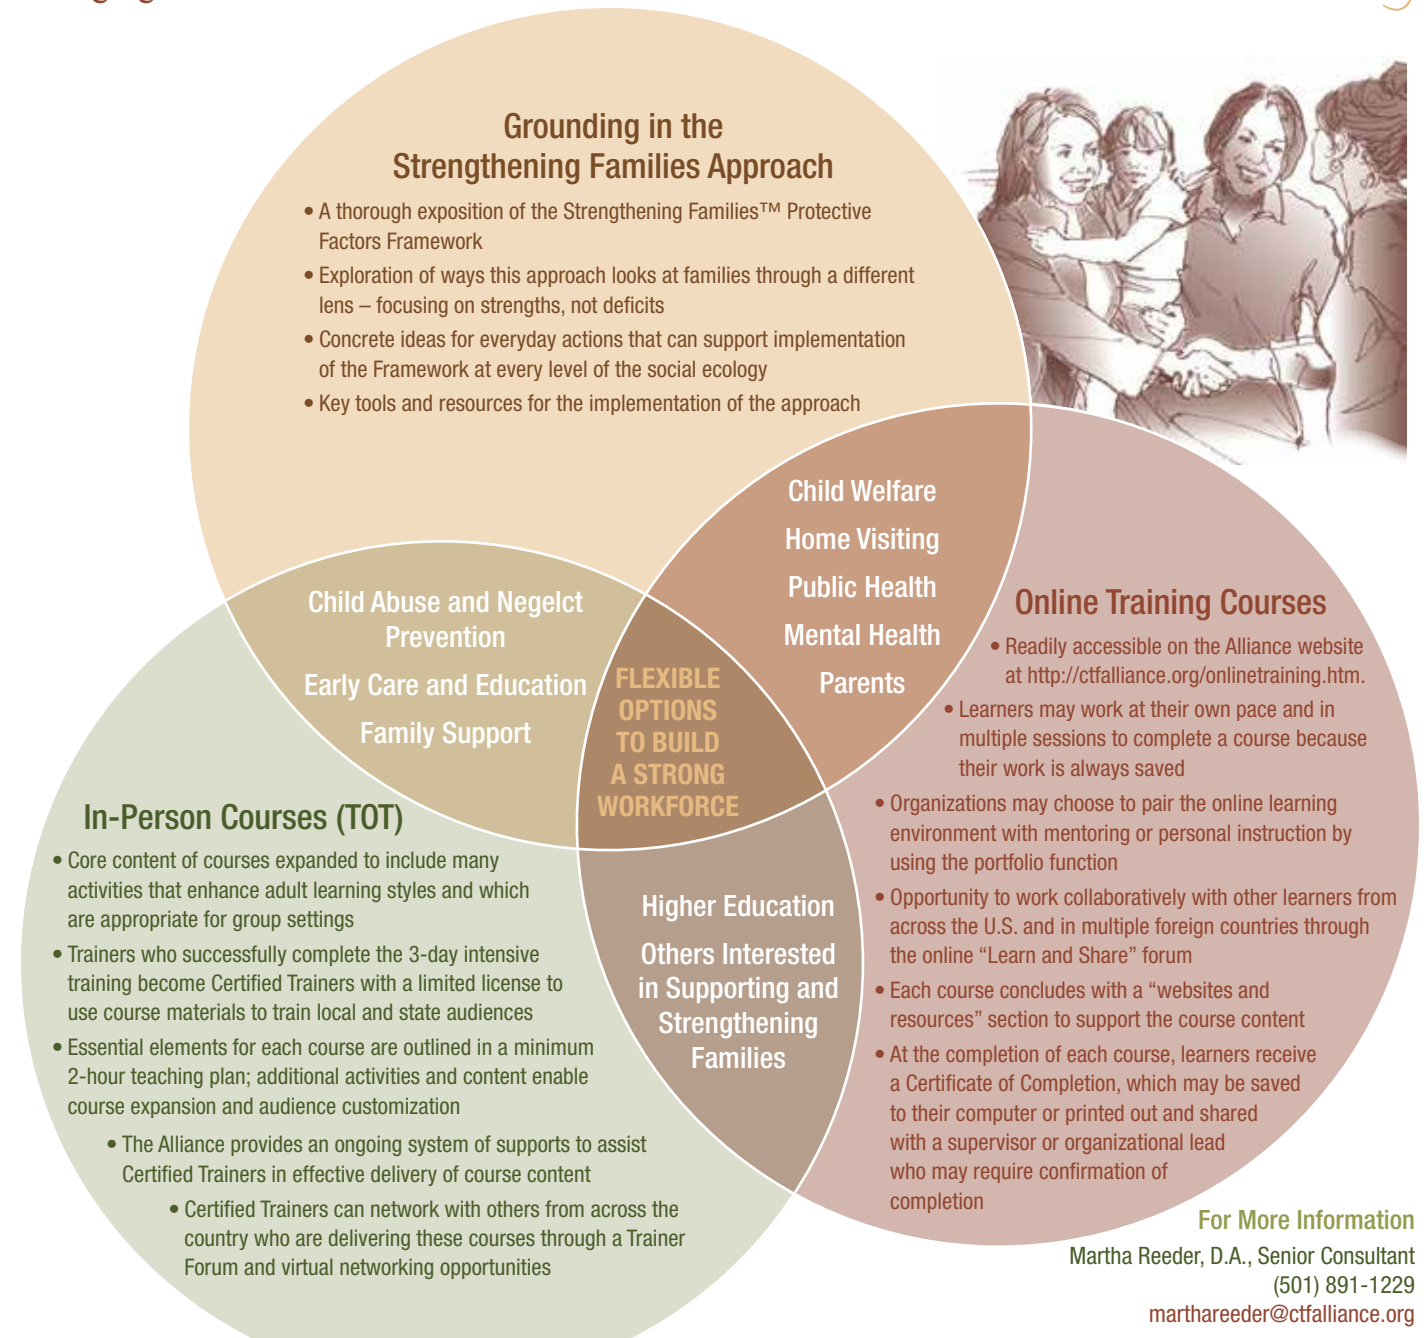 Grounding in the
Strengthening Families Approach
• A thorough exposition of the Strengthening Families™ Protective
Factors Framework
• Exploration of ways this approach looks at families through a different
lens – focusing on strengths, not deficits
• Concrete ideas for everyday actions that can support implementation
of the Framework at every level of the social ecology
• Key tools and resources for the implementation of the approach
Child Welfare
Home Visiting
Public Health
Mental Health
Parents
Child Abuse and Negelct
Prevention
Early Care and Education
Family Support
FLEXIBLE
OPTIONS
TO BUILD
A STRONG
WORKFORCE
Online Training Courses
• Readily accessible on the Alliance website
at http://ctfalliance.org/onlinetraining.htm.
• Learners may work at their own pace and in
multiple sessions to complete a course because
their work is always saved
• Organizations may choose to pair the online learning
environment with mentoring or personal instruction by
using the portfolio function
• Opportunity to work collaboratively with other learners from
across the U.S. and in multiple foreign countries through
the online “Learn and Share” forum
• Each course concludes with a “websites and
resources” section to support the course content
• At the completion of each course, learners receive
a Certificate of Completion, which may be saved
to their computer or printed out and shared
with a supervisor or organizational lead
who may require confirmation of
completion
In-Person Courses (TOT)
• Core content of courses expanded to include many
activities that enhance adult learning styles and which
are appropriate for group settings
• Trainers who successfully complete the 3-day intensive
training become Certified Trainers with a limited license to
use course materials to train local and state audiences
• Essential elements for each course are outlined in a minimum
2-hour teaching plan; additional activities and content enable
course expansion and audience customization
• The Alliance provides an ongoing system of supports to assist
Certified Trainers in effective delivery of course content
• Certified Trainers can network with others from across the
country who are delivering these courses through a Trainer
Forum and virtual networking opportunities
Higher Education
Others Interested
in Supporting and
Strengthening
Families
For More Information
Martha Reeder, D.A., Senior Consultant
(501) 891-1229
marthareeder@ctfalliance.org